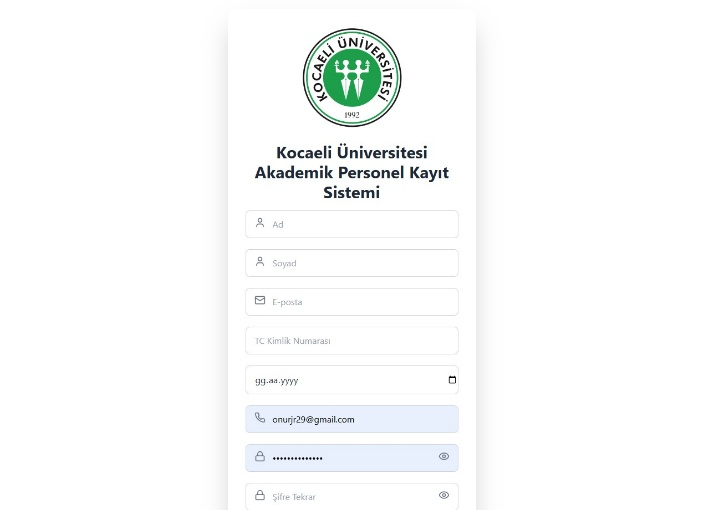 KOCAELİ ÜNİVERSİTESİ
1992
Kocaeli Üniversitesi
Akademik Personel Kayıt
Sistemi
Ad
Soyad
E-posta
TC Kimlik Numarası
gg.aa.yyyy
onurjr29@gmail.com
••••••••••••••
Şifre Tekrar